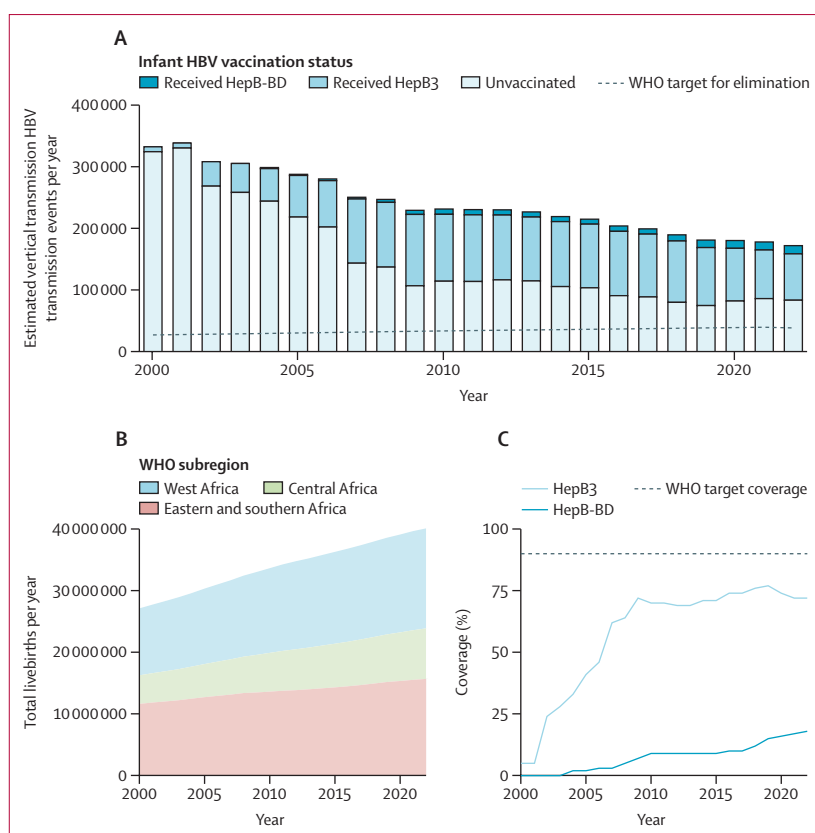 A
Infant HBV vaccination status
Received HepB-BD Received HepB3 Unvaccinated WHO target for elimination
Estimated vertical transmission HBV
transmission events per year
400 000
300 000
200 000
100 000
0
2000 2005 2010 2015 2020
Year
B
WHO subregion
West Africa Central Africa
Eastern and southern Africa
Total livebirths per year
40 000 000
30 000 000
20 000 000
10 000 000
0
2000 2005 2010 2015 2020
Year
C
HepB3 WHO target coverage
HepB-BD
Coverage (%)
100
75
50
25
0
2000 2005 2010 2015 2020
Year